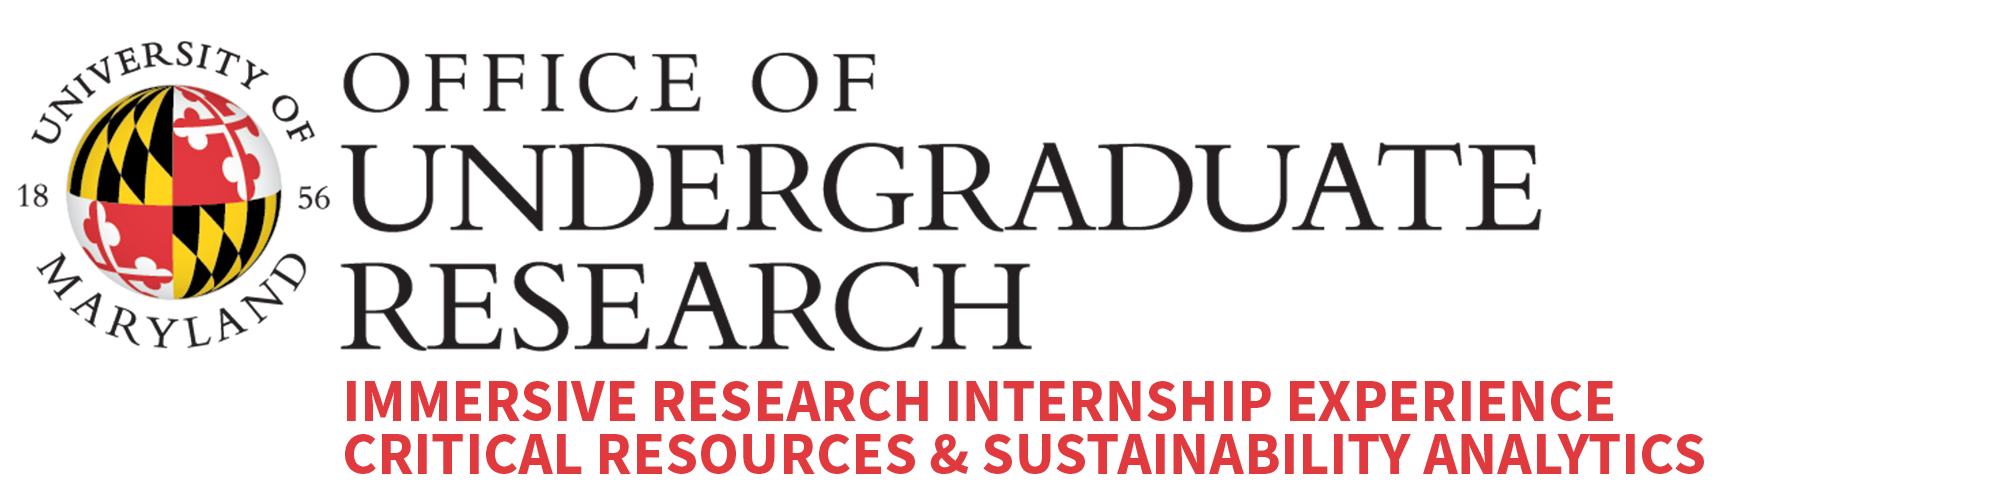 UNIVERSITY OF
18 56
MARYLAND
OFFICE OF
UNDERGRADUATE
RESEARCH
IMMERSIVE RESEARCH INTERNSHIP EXPERIENCE
CRITICAL RESOURCES & SUSTAINABILITY ANALYTICS